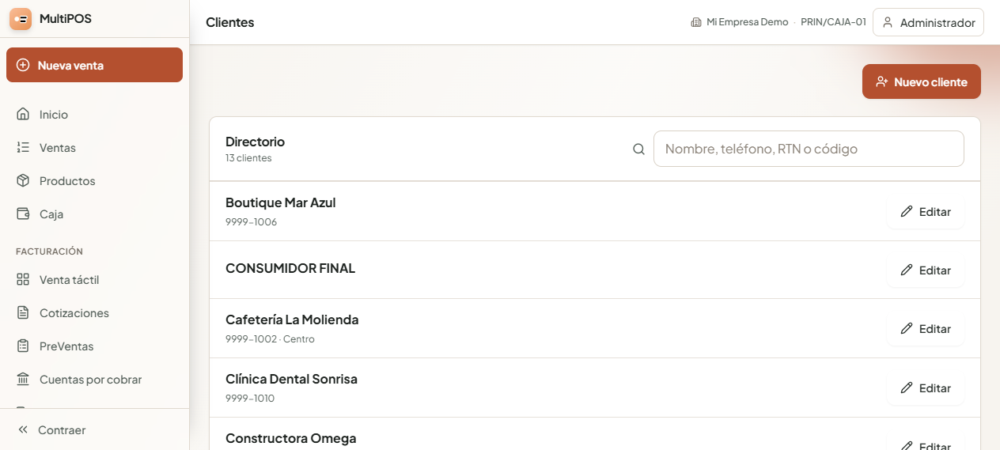 MultiPOS
Nueva venta
Inicio
Ventas
Productos
Caja
FACTURACIÓN
Venta táctil
Cotizaciones
PreVentas
Cuentas por cobrar
Contraer
Clientes
Mi Empresa Demo · PRIN/CAJA-01
Administrador
Nuevo cliente
Directorio
13 clientes
Nombre, teléfono, RTN o código
Boutique Mar Azul
9999-1006
Editar
CONSUMIDOR FINAL
Editar
Cafetería La Molienda
9999-1002 · Centro
Editar
Clínica Dental Sonrisa
9999-1010
Editar
Constructora Omega
Editar